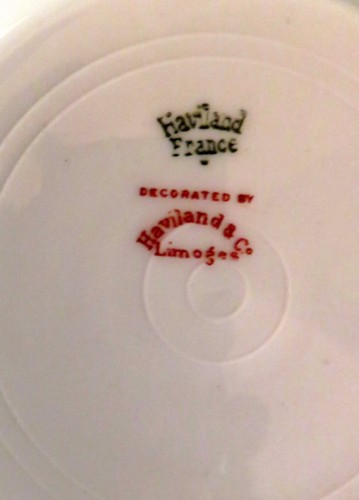 Haviland
France
DECORATED BY
Haviland & Co
Limoges